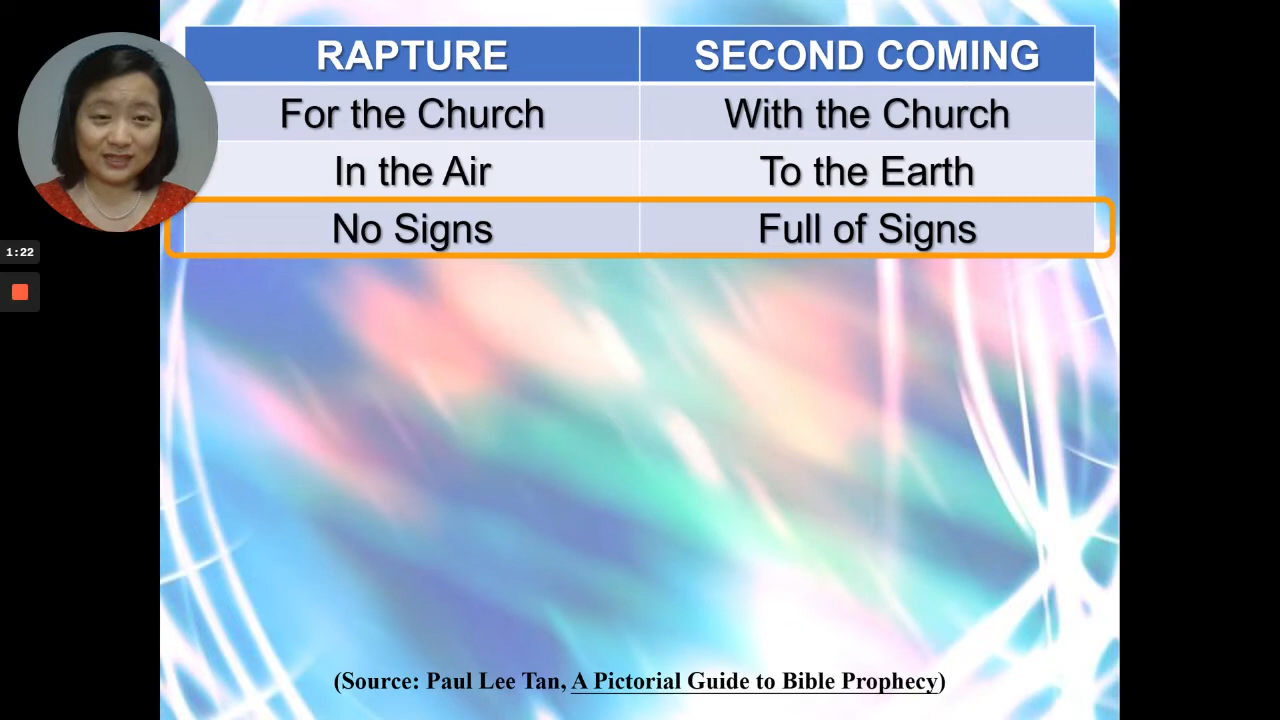 RAPTURE SECOND COMING
For the Church With the Church
In the Air To the Earth
No Signs Full of Signs
1:22
(Source: Paul Lee Tan, A Pictorial Guide to Bible Prophecy)